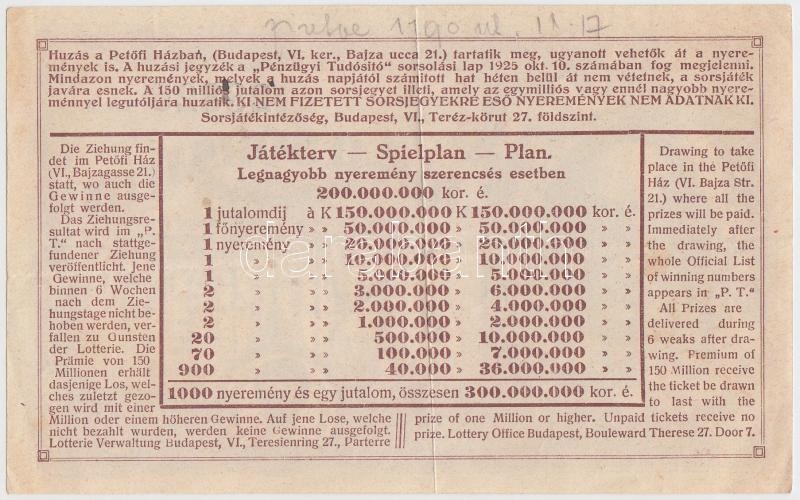 11.17
Huzás a Petőfi Házban, (Budapest, VI. ker., Bajza ucca 21.) tartatik meg, ugyanott vehetők át a nyere-
mények is. A huzási jegyzék a „Pénzügyi Tudósitó" sorsolási lap 1925 okt. 10. számában fog megjelenni.
Mindazon nyeremények, melyek a huzás napjától számitott hat héten belül át nem vétetnek, a sorsjáték
javára esnek. A 150 milliós jutalom azon sorsjegyet illeti, amely az egymilliós vagy ennél nagyobb nyere-
ménnyel legutóljára huzatik. KI NEM FIZETETT SORSJEGYEKRE ESŐ NYEREMÉNYEK NEM ADATNAK KI.
Sorsjátékintézőség, Budapest, VI., Teréz-körut 27. földszint.
Die Ziehung fin-
det im Petőfi Ház
(VI., Bajzagasse 21.)
statt, wo auch die
Gewinne ausge-
folgt werden.
Das Ziehungsre-
sultat wird im „P.
T." nach stattge-
fundener Ziehung
veröffentlicht. Jene
Gewinne, welche
binnen 6 Wochen
nach dem Zie-
hungstage nicht be-
hoben werden, ver-
fallen zu Gunsten
der Lotterie. Die
Prämie von 150
Millionen erhält
dasjenige Los, wel-
ches zuletzt gezo-
gen wird mit einer
Million oder einem höheren Gewinne. Auf jene Lose, welche
nicht bezahlt wurden, werden keine Gewinne ausgefolgt.
Lotterie Verwaltung Budapest, VI., Teresienring 27., Parterre
Játékterv — Spielplan — Plan.
Legnagyobb nyeremény szerencsés esetben
200.000.000 kor. é.
1 jutalomdij à K 150.000.000 K 150.000.000 kor. é.
1 főnyeremény » » 50.000.000 » 50.000.000 » »
1 nyeremény » » 20.000.000 » 20.000.000 » »
1 » » » 10.000.000 » 10.000.000 » »
1 » » » 5.000.000 » 5.000.000 » »
2 » » » 3.000.000 » 6.000.000 » »
2 » » » 2.000.000 » 4.000.000 » »
2 » » » 1.000.000 » 2.000.000 » »
20 » » » 500.000 » 10.000.000 » »
70 » » » 100.000 » 7.000.000 » »
900 » » » 40.000 » 36.000.000 » »
1000 nyeremény és egy jutalom, összesen 300.000.000 kor. é.
darabanth
Drawing to take
place in the Petőfi
Ház (VI. Bajza Str.
21.) where all the
prizes will be paid.
Immediately after
the drawing, the
whole Official List
of winning numbers
appears in „P. T."
All Prizes are
delivered during
6 weaks after dra-
wing. Premium of
150 Million receive
the ticket be drawn
to last with the
prize of one Million or higher. Unpaid tickets receive no
prize. Lottery Office Budapest, Bouleward Therese 27. Door 7.